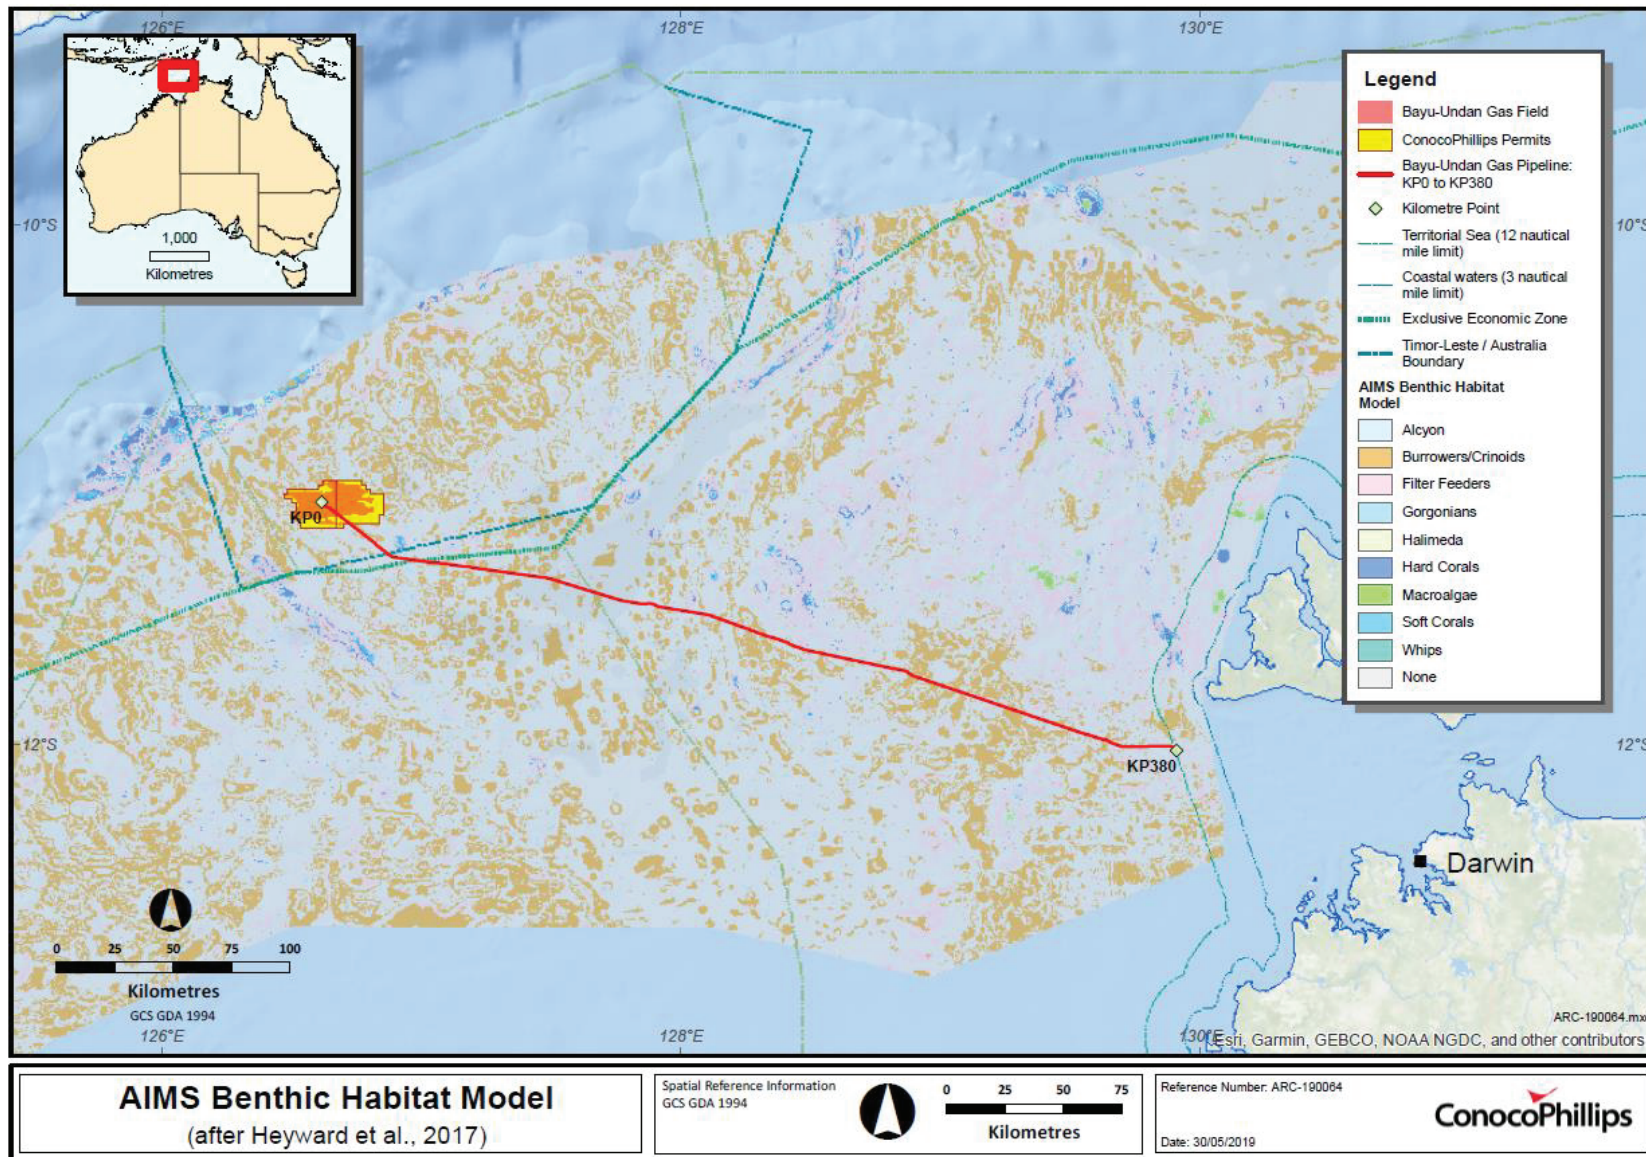 126°E
128°E
130°E
10°S
10°S
12°S
12°S
126°E
128°E
130°E
1,000
Kilometres
Legend
Bayu-Undan Gas Field
ConocoPhillips Permits
Bayu-Undan Gas Pipeline:
KP0 to KP380
Kilometre Point
Territorial Sea (12 nautical
mile limit)
Coastal waters (3 nautical
mile limit)
Exclusive Economic Zone
Timor-Leste / Australia
Boundary
AIMS Benthic Habitat
Model
Alcyon
Burrowers/Crinoids
Filter Feeders
Gorgonians
Halimeda
Hard Corals
Macroalgae
Soft Corals
Whips
None
KP0
KP380
Darwin
0 25 50 75 100
Kilometres
GCS GDA 1994
ARC-190064.mx
Esri, Garmin, GEBCO, NOAA NGDC, and other contributors
AIMS Benthic Habitat Model
(after Heyward et al., 2017)
Spatial Reference Information
GCS GDA 1994
0 25 50 75
Kilometres
Reference Number: ARC-190064
Date: 30/05/2019
ConocoPhillips